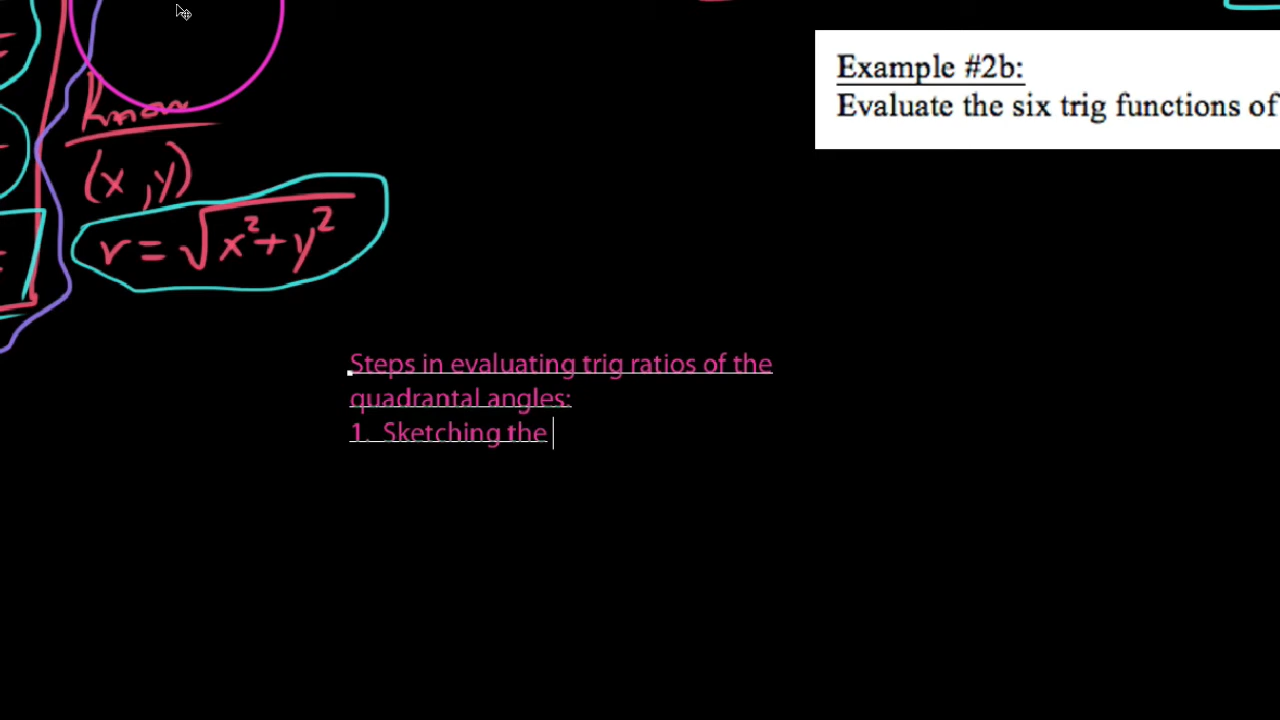 Example #2b:
Evaluate the six trig functions of
know
(x, y)
r = √x²+y²
Steps in evaluating trig ratios of the
quadrantal angles:
1. Sketching the